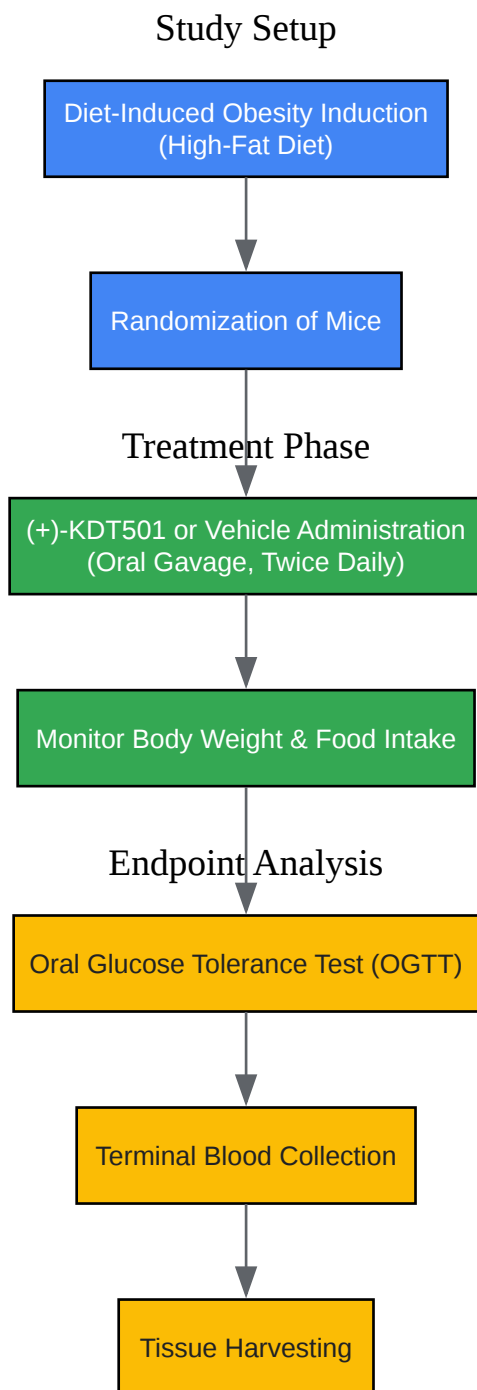 Study Setup
Diet-Induced Obesity Induction
(High-Fat Diet)
Randomization of Mice
Treatment Phase
(+)-KDT501 or Vehicle Administration
(Oral Gavage, Twice Daily)
Monitor Body Weight & Food Intake
Endpoint Analysis
Oral Glucose Tolerance Test (OGTT)
Terminal Blood Collection
Tissue Harvesting